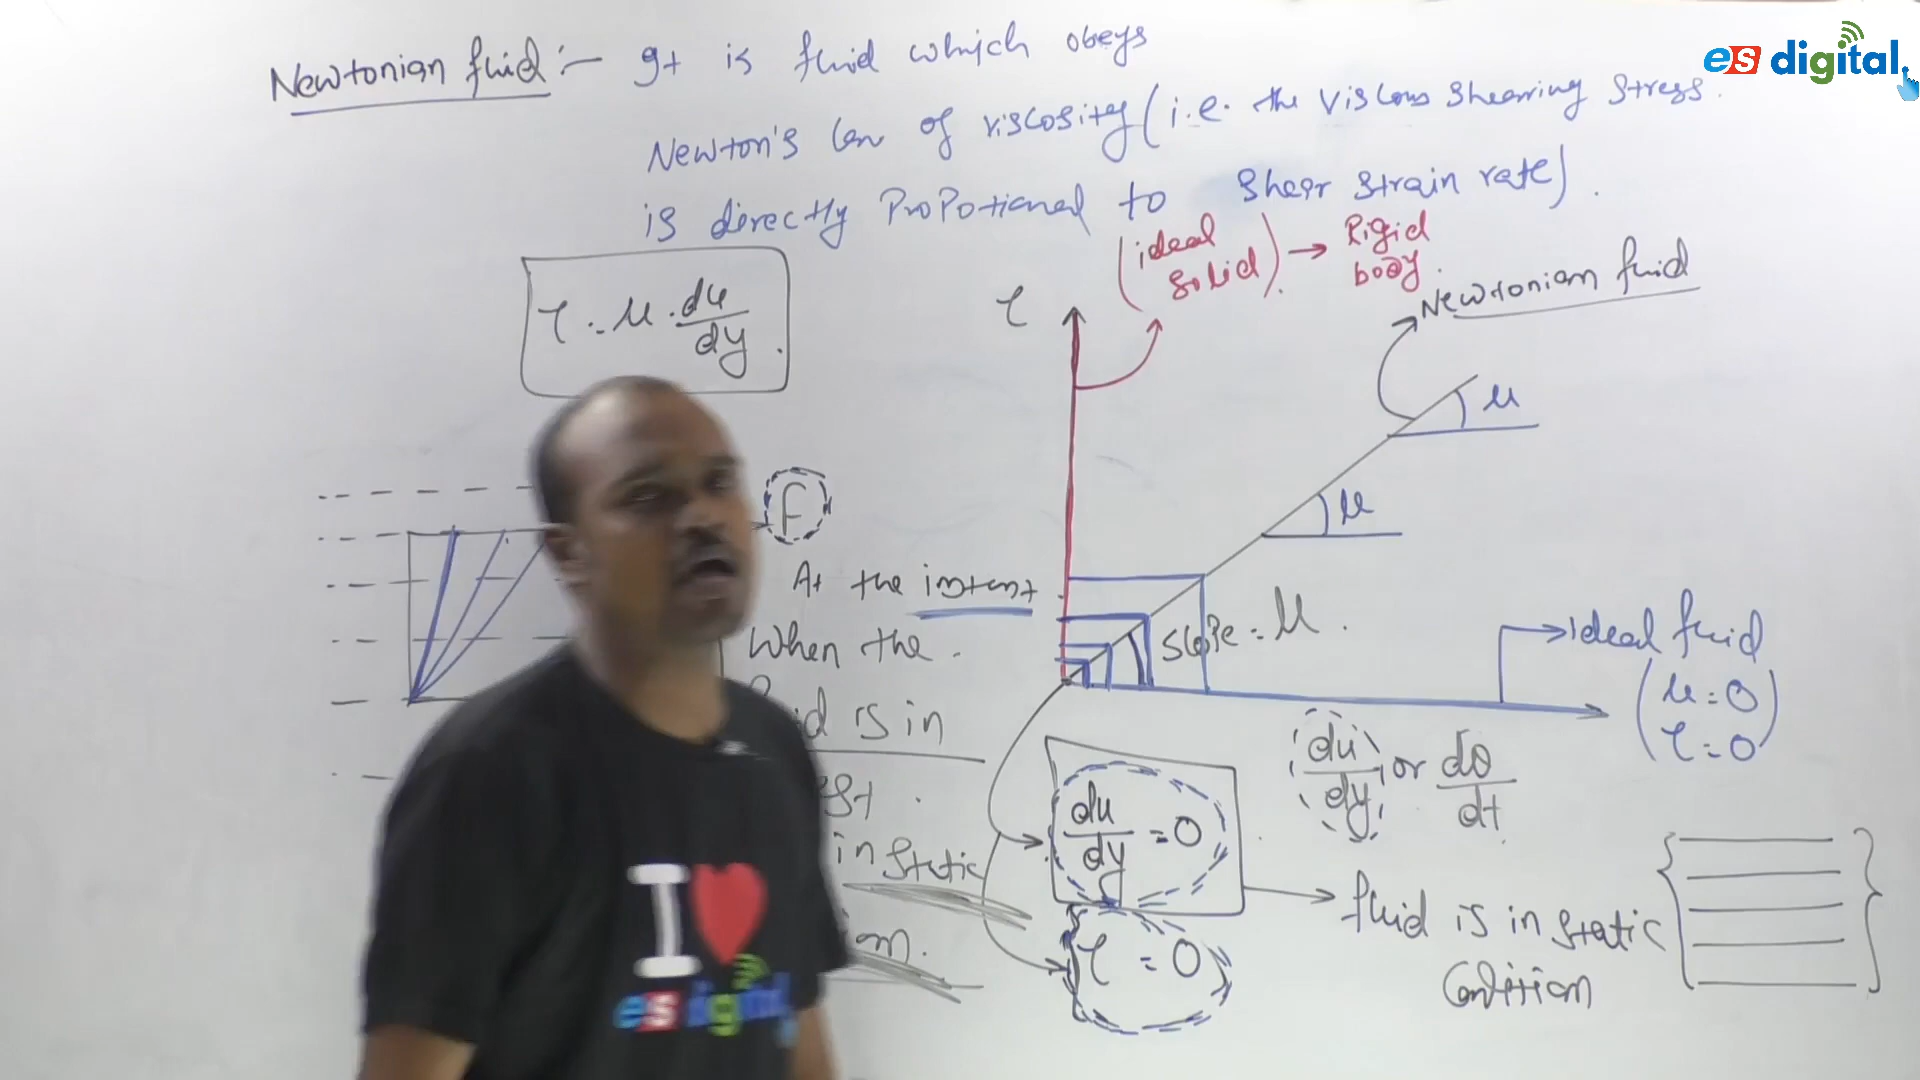 es digital
Newtonian fluid :- It is fluid which obeys
Newton's law of viscosity (i.e. the viscous shearing stress.
is directly propotional to shear strain rate).
τ = μ . du/dy .
(ideal solid) → Rigid body.
Newtonian fluid
τ
μ
μ
F
At the instant
When the .
id is in
est .
in static
slope = μ .
ideal fluid
(μ = 0
τ = 0)
du/dy or dθ/dt
du/dy = 0
τ = 0
fluid is in static
Condition
I
es digital